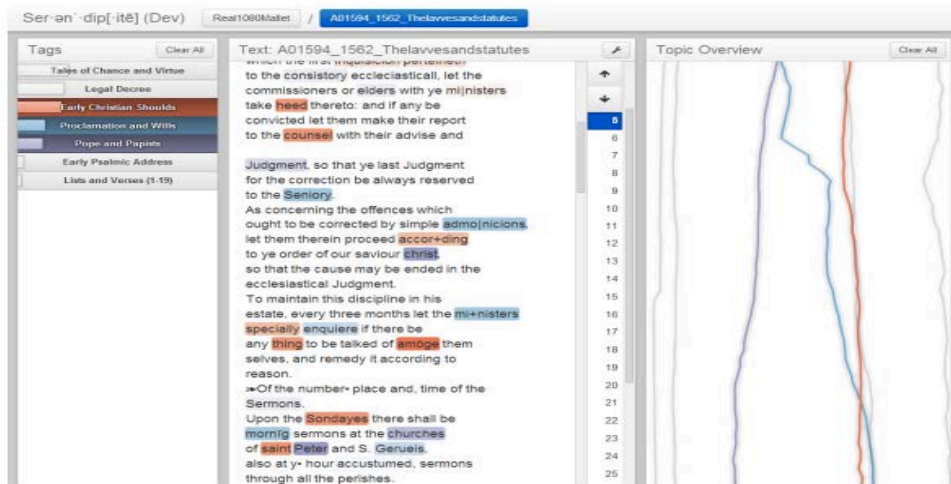 Ser·ən΄·dip[·itē] (Dev)
Real1080Mallet
/
A01594_1562_Thelavvesandstatutes
Tags
Clear All
Tales of Chance and Virtue
Legal Decree
Early Christian Shoulds
Proclamation and Wills
Pope and Papists
Early Psalmic Address
Lists and Verses (1-19)
Text: A01594_1562_Thelavvesandstatutes
which the first inquisicion perteineth
to the consistory eccleciasticall, let the
commissioners or elders with ye mi|nisters
take heed thereto: and if any be
convicted let them make their report
to the counsel with their advise and
Judgment, so that ye last Judgment
for the correction be always reserved
to the Seniory.
As concerning the offences which
ought to be corrected by simple admo|nicions,
let them therein proceed accor+ding
to ye order of our saviour christ,
so that the cause may be ended in the
ecclesiastical Judgment.
To maintain this discipline in his
estate, every three months let the mi+nisters
specially enquiere if there be
any thing to be talked of amōge them
selves, and remedy it according to
reason.
❧Of the number• place and, time of the
Sermons.
Upon the Sondayes there shall be
mornīg sermons at the churches
of saint Peter and S. Gerueis,
also at y• hour accustumed, sermons
through all the perishes.
5
6
7
8
9
10
11
12
13
14
15
16
17
18
19
20
21
22
23
24
25
Topic Overview
Clear All